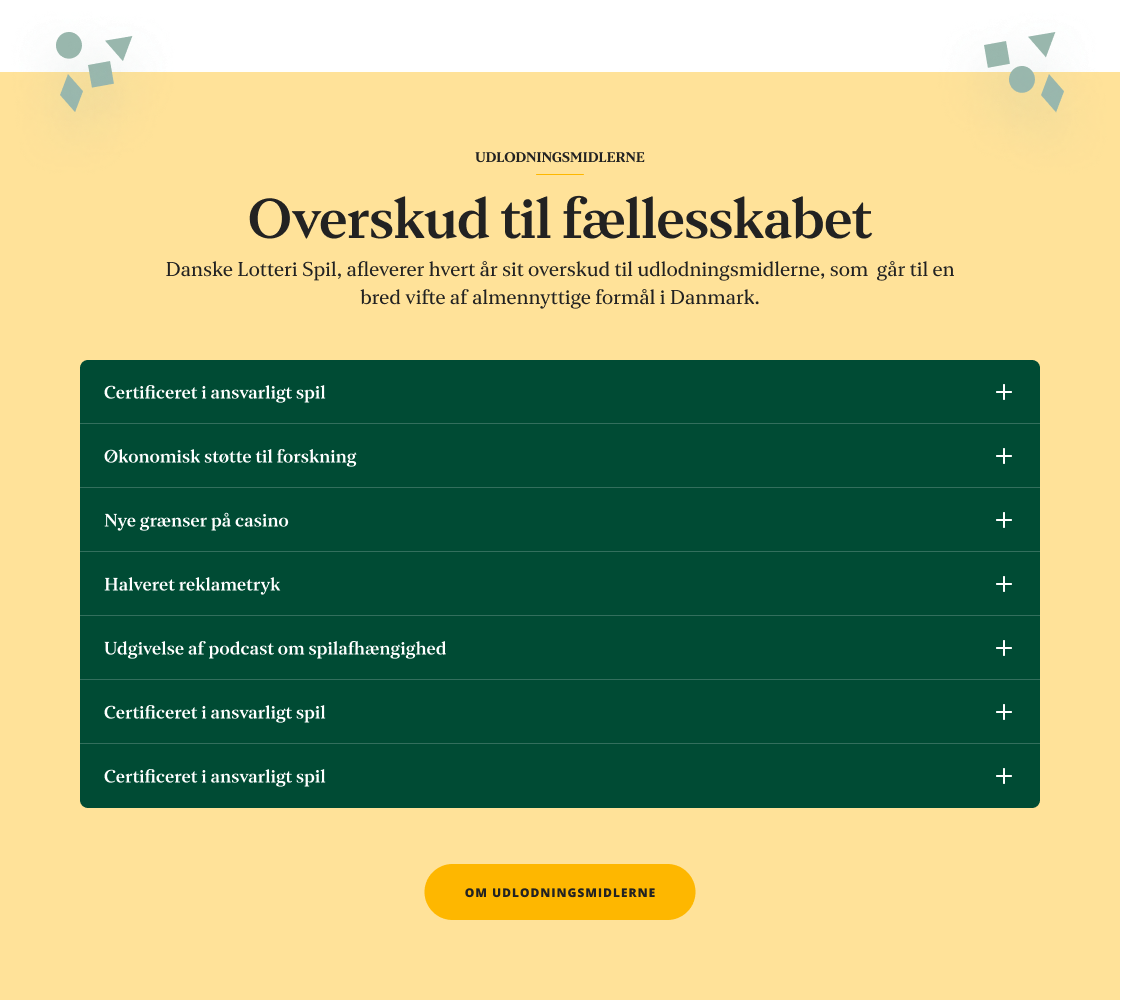 UDLODNINGSMIDLERNE
Overskud til fællesskabet
Danske Lotteri Spil, afleverer hvert år sit overskud til udlodningsmidlerne, som  går til en
bred vifte af almennyttige formål i Danmark.
Certificeret i ansvarligt spil
Økonomisk støtte til forskning
Nye grænser på casino
Halveret reklametryk
Udgivelse af podcast om spilafhængighed
Certificeret i ansvarligt spil
Certificeret i ansvarligt spil
OM UDLODNINGSMIDLERNE